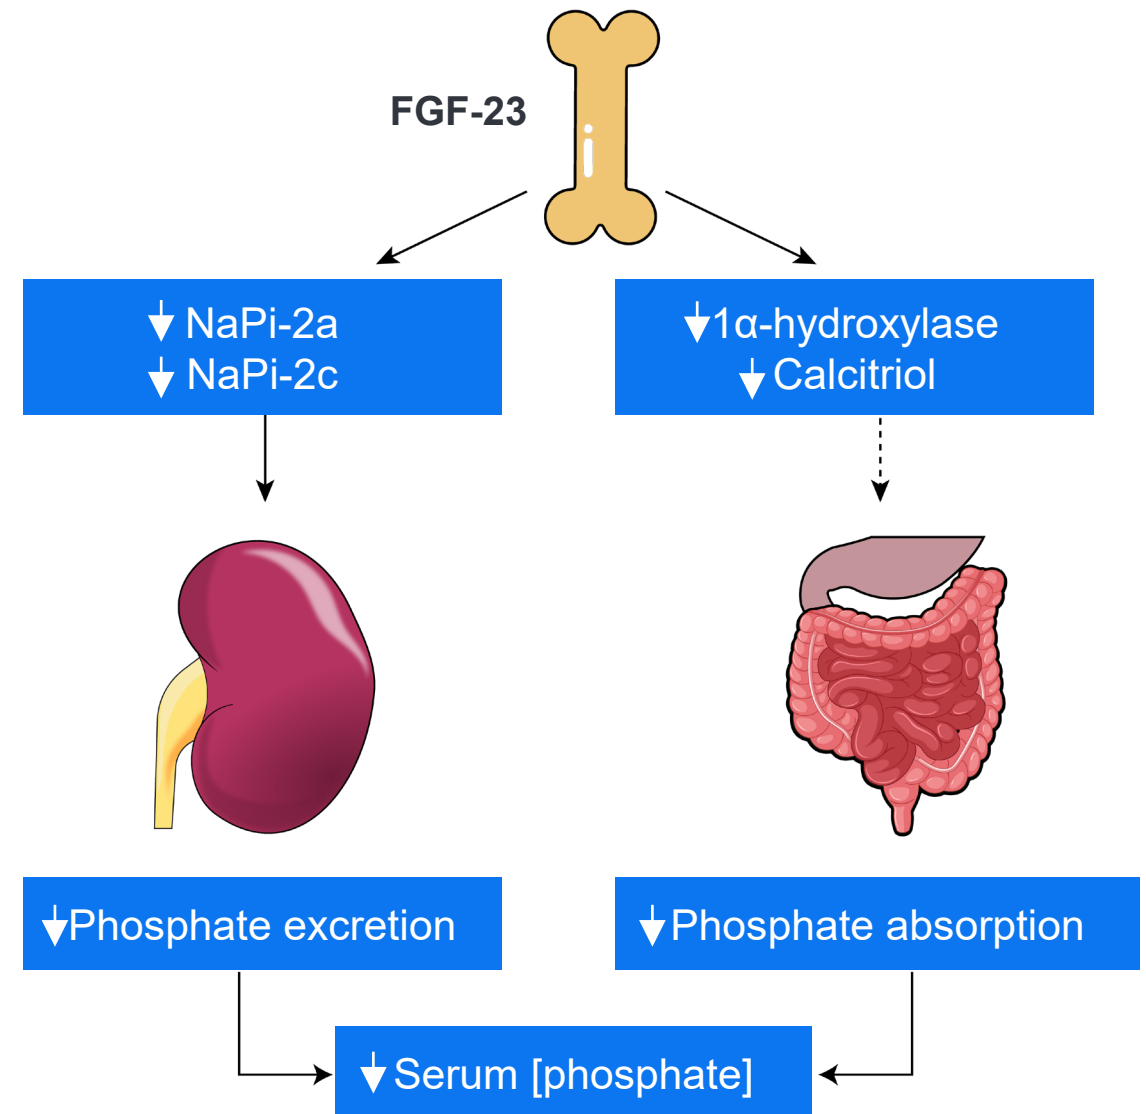 FGF-23
↓ NaPi-2a
↓ NaPi-2c
↓1α-hydroxylase
↓ Calcitriol
↓Phosphate excretion
↓ Phosphate absorption
↓ Serum [phosphate]